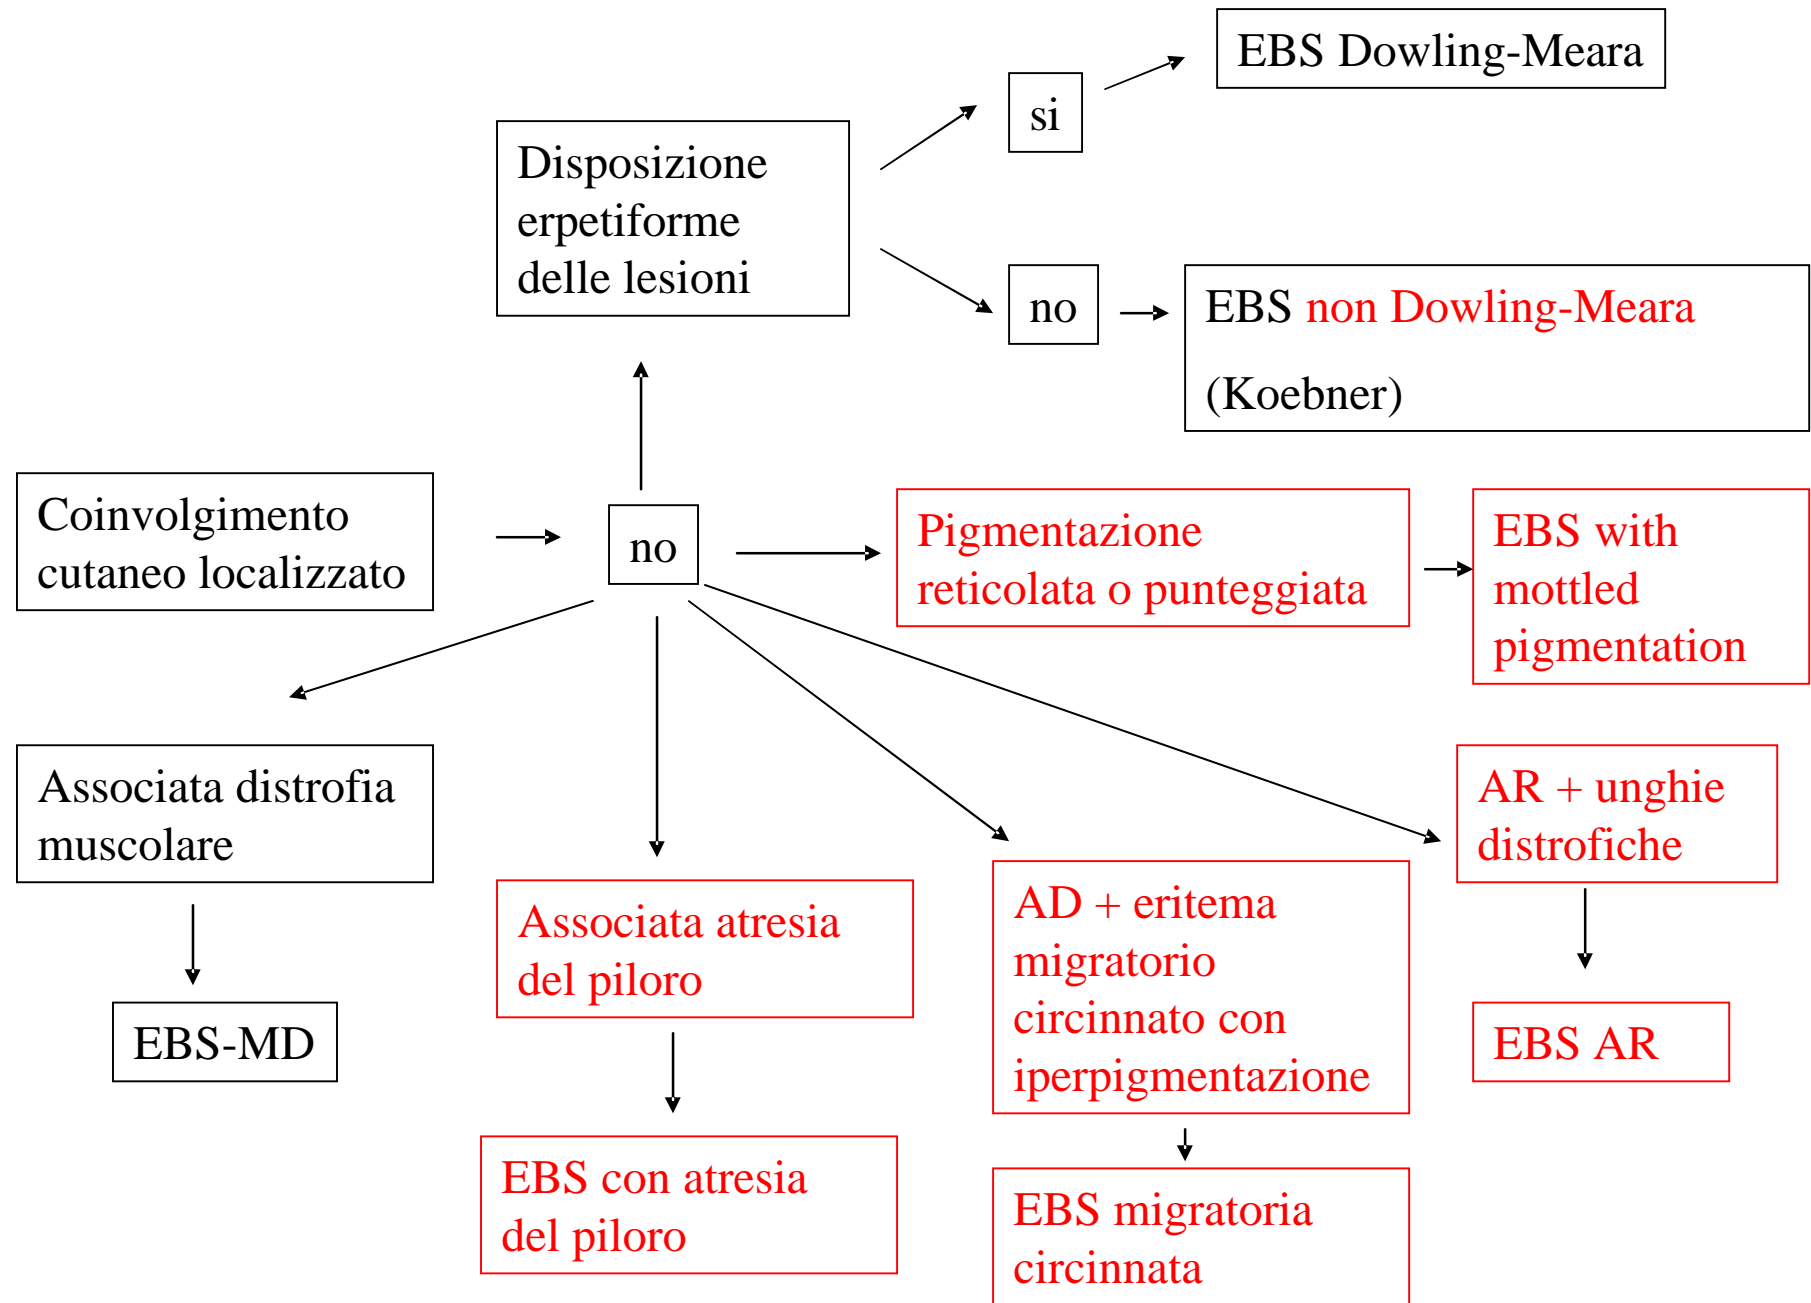 EBS Dowling-Meara
si
Disposizione
erpetiforme
delle lesioni
no
EBS non Dowling-Meara
(Koebner)
Coinvolgimento
cutaneo localizzato
no
Pigmentazione
reticolata o punteggiata
EBS with
mottled
pigmentation
Associata distrofia
muscolare
EBS-MD
Associata atresia
del piloro
EBS con atresia
del piloro
AD + eritema
migratorio
circinnato con
iperpigmentazione
EBS migratoria
circinnata
AR + unghie
distrofiche
EBS AR